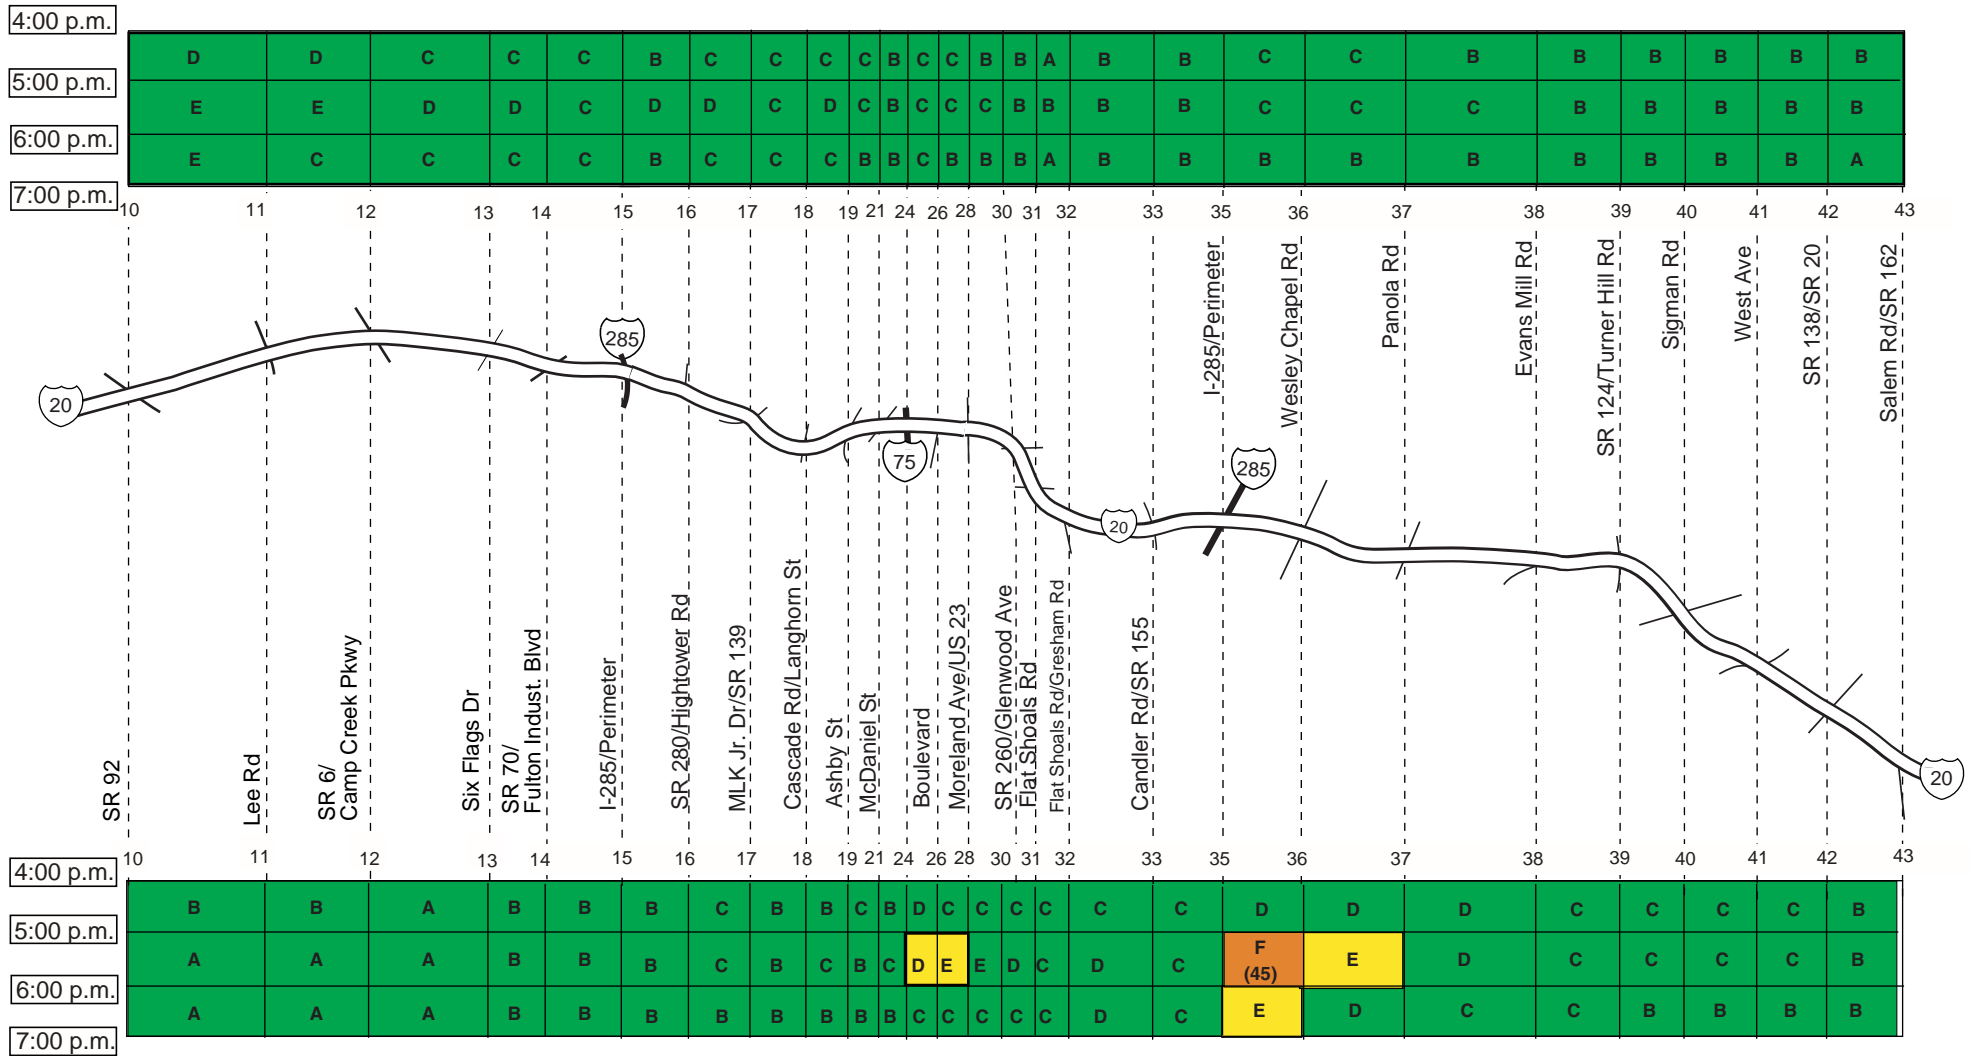 4:00 p.m.
D D C C C B C C C C B C C B B A B B C C B B B B B B
5:00 p.m.
E E D D C D D C D C B C C C B B B B C C C B B B B B
6:00 p.m.
E C C C C B C C C B B C B B B A B B B B B B B B B A
7:00 p.m.
10 11 12 13 14 15 16 17 18 19 21 24 26 28 30 31 32 33 35 36 37 38 39 40 41 42 43
I-285/Perimeter
Wesley Chapel Rd
Panola Rd
Evans Mill Rd
SR 124/Turner Hill Rd
Sigman Rd
West Ave
SR 138/SR 20
Salem Rd/SR 162
20
285
75
20
285
20
SR 92
Lee Rd
SR 6/
Camp Creek Pkwy
Six Flags Dr
SR 70/
Fulton Indust. Blvd
I-285/Perimeter
SR 280/Hightower Rd
MLK Jr. Dr/SR 139
Cascade Rd/Langhorn St
Ashby St
McDaniel St
Boulevard
Moreland Ave/US 23
SR 260/Glenwood Ave
Flat Shoals Rd
Flat Shoals Rd/Gresham Rd
Candler Rd/SR 155
10 11 12 13 14 15 16 17 18 19 21 24 26 28 30 31 32 33 35 36 37 38 39 40 41 42 43
4:00 p.m.
B B A B B B C B B C B D C C C C C C D D D C C C C B
5:00 p.m.
A A A B B B C B C B C D E E D C D C F (45) E D C C C C B
6:00 p.m.
A A A B B B B B B B B C C C C C D C E D C C B B B B
7:00 p.m.